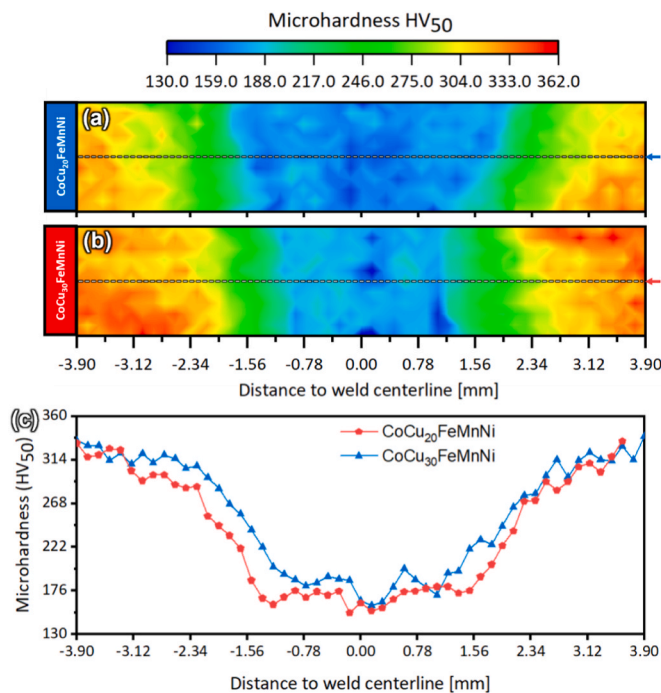 Microhardness HV50
130.0 159.0 188.0 217.0 246.0 275.0 304.0 333.0 362.0
(a)
CoCu20FeMnNi
(b)
CoCu30FeMnNi
-3.90 -3.12 -2.34 -1.56 -0.78 0.00 0.78 1.56 2.34 3.12 3.90
Distance to weld centerline [mm]
(c)
Microhardness (HV50)
360
314
268
222
176
130
CoCu20FeMnNi
CoCu30FeMnNi
-3.90 -3.12 -2.34 -1.56 -0.78 0.00 0.78 1.56 2.34 3.12 3.90
Distance to weld centerline [mm]